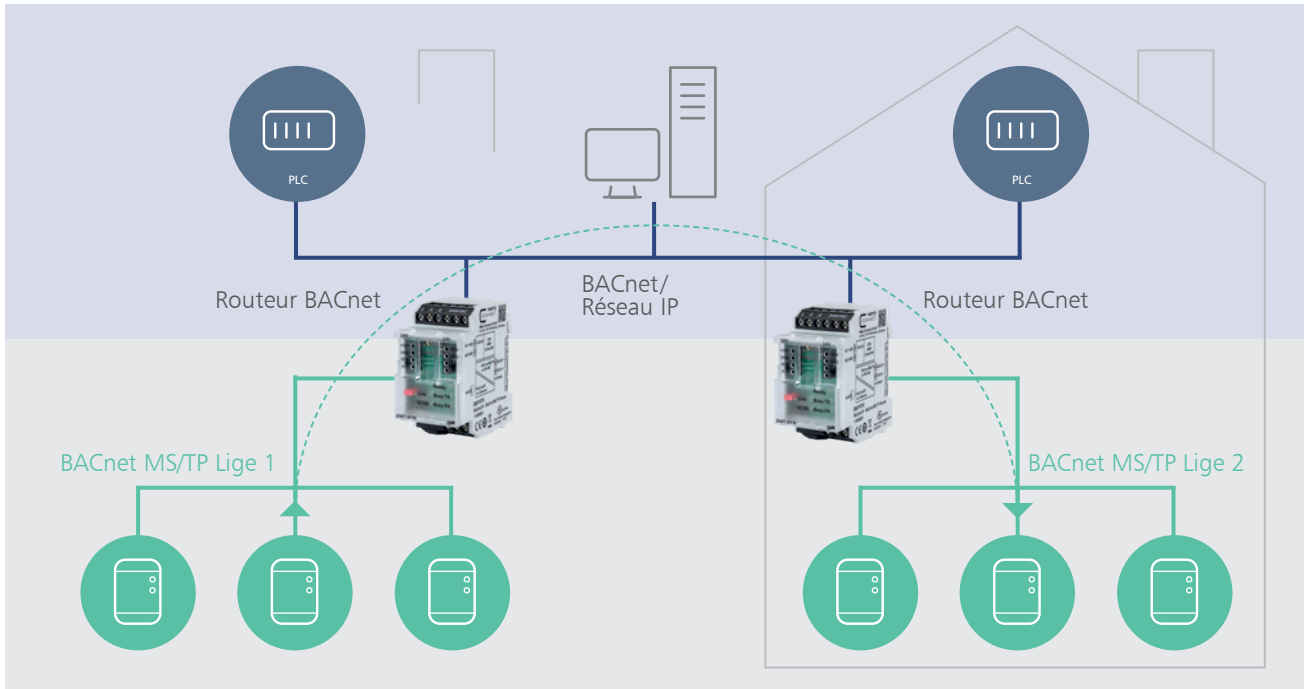 PLC
PLC
BACnet/
Réseau IP
Routeur BACnet
Routeur BACnet
BACnet MS/TP Lige 1
BACnet MS/TP Lige 2